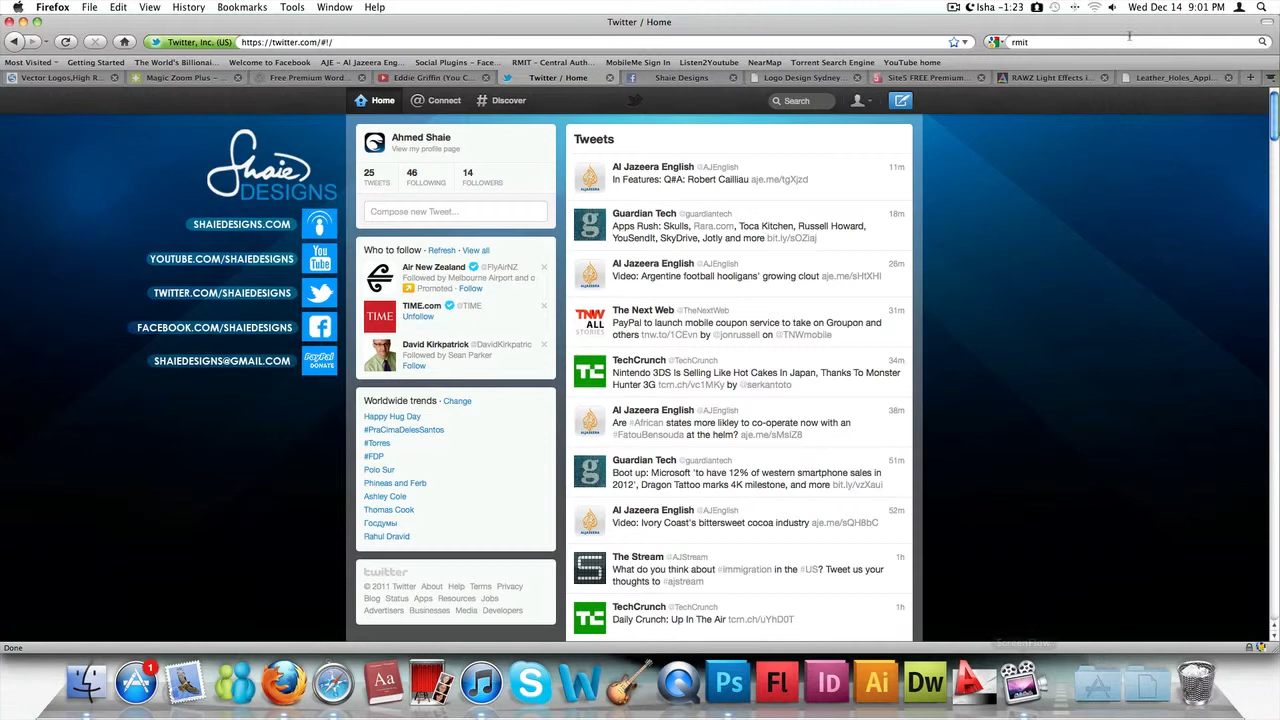 Firefox File Edit View History Bookmarks Tools Window Help
Isha -1:23 Wed Dec 14 9:01 PM
Twitter / Home
Twitter, Inc. (US) https://twitter.com/#!/
rmit
Most Visited Getting Started The World's Billionai... Welcome to Facebook AJE - Al Jazeera Eng... Social Plugins - Face... RMIT - Central Auth... MobileMe Sign In Listen2Youtube NearMap Torrent Search Engine YouTube home
Vector Logos,High R... Magic Zoom Plus - ... Free Premium Word... Eddie Griffin (You C... Twitter / Home Shaie Designs Logo Design Sydney... Site5 FREE Premium... RAWZ Light Effects i... Leather_Holes_Appl...
Home Connect Discover Search
Shaie
DESIGNS
SHAIEDESIGNS.COM
YOUTUBE.COM/SHAIEDESIGNS
You Tube
TWITTER.COM/SHAIEDESIGNS
FACEBOOK.COM/SHAIEDESIGNS
SHAIEDESIGNS@GMAIL.COM
PayPal DONATE
Ahmed Shaie
View my profile page
25 46 14
TWEETS FOLLOWING FOLLOWERS
Compose new Tweet...
Who to follow · Refresh · View all
Air New Zealand @FlyAirNZ
Followed by Melbourne Airport and c
Promoted · Follow
TIME
TIME.com @TIME
Unfollow
David Kirkpatrick @DavidKirkpatric
Followed by Sean Parker
Follow
Worldwide trends · Change
Happy Hug Day
#PraCimaDelesSantos
#Torres
#FDP
Polo Sur
Phineas and Ferb
Ashley Cole
Thomas Cook
Госдумы
Rahul Dravid
twitter
© 2011 Twitter About Help Terms Privacy
Blog Status Apps Resources Jobs
Advertisers Businesses Media Developers
Tweets
Al Jazeera English @AJEnglish 11m
In Features: Q#A: Robert Cailliau aje.me/tgXjzd
Guardian Tech @guardiantech 18m
Apps Rush: Skulls, Rara.com, Toca Kitchen, Russell Howard,
YouSendIt, SkyDrive, Jotly and more bit.ly/sOZiaj
Al Jazeera English @AJEnglish 26m
Video: Argentine football hooligans' growing clout aje.me/sHtXHI
TNW ALL STORIES
The Next Web @TheNextWeb 31m
PayPal to launch mobile coupon service to take on Groupon and
others tnw.to/1CEvn by @jonrussell on @TNWmobile
TechCrunch @TechCrunch 34m
Nintendo 3DS Is Selling Like Hot Cakes In Japan, Thanks To Monster
Hunter 3G tcrn.ch/vc1MKy by @serkantoto
Al Jazeera English @AJEnglish 38m
Are #African states more likley to co-operate now with an
#FatouBensouda at the helm? aje.me/sMsIZ8
Guardian Tech @guardiantech 51m
Boot up: Microsoft 'to have 12% of western smartphone sales in
2012', Dragon Tattoo marks 4K milestone, and more bit.ly/vzXauI
Al Jazeera English @AJEnglish 52m
Video: Ivory Coast's bittersweet cocoa industry aje.me/sQH8bC
The Stream @AJStream 1h
What do you think about #immigration in the #US? Tweet us your
thoughts to #ajstream
TechCrunch @TechCrunch 1h
Daily Crunch: Up In The Air tcrn.ch/uYhD0T
Done
ScreenFlow
1 Aa S W Ps Fl Id Ai Dw